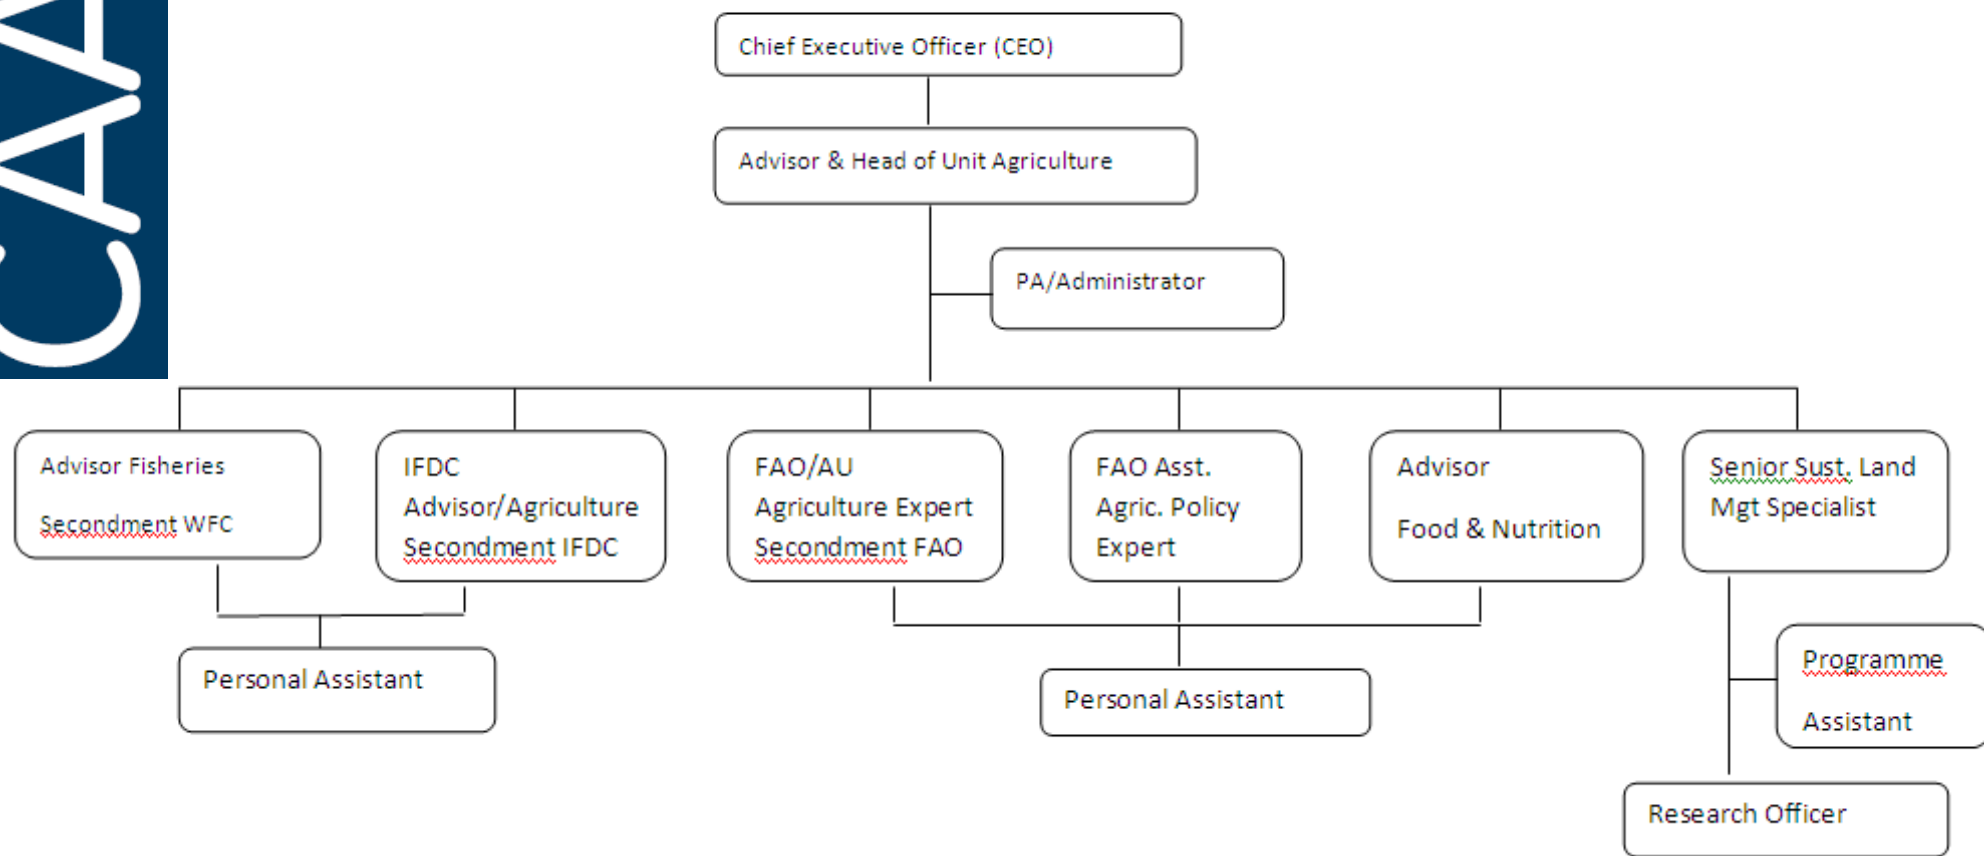 CAA
Chief Executive Officer (CEO)
Advisor & Head of Unit Agriculture
PA/Administrator
Advisor Fisheries
Secondment WFC
IFDC
Advisor/Agriculture
Secondment IFDC
FAO/AU
Agriculture Expert
Secondment FAO
FAO Asst.
Agric. Policy
Expert
Advisor
Food & Nutrition
Senior Sust. Land
Mgt Specialist
Personal Assistant
Personal Assistant
Programme
Assistant
Research Officer